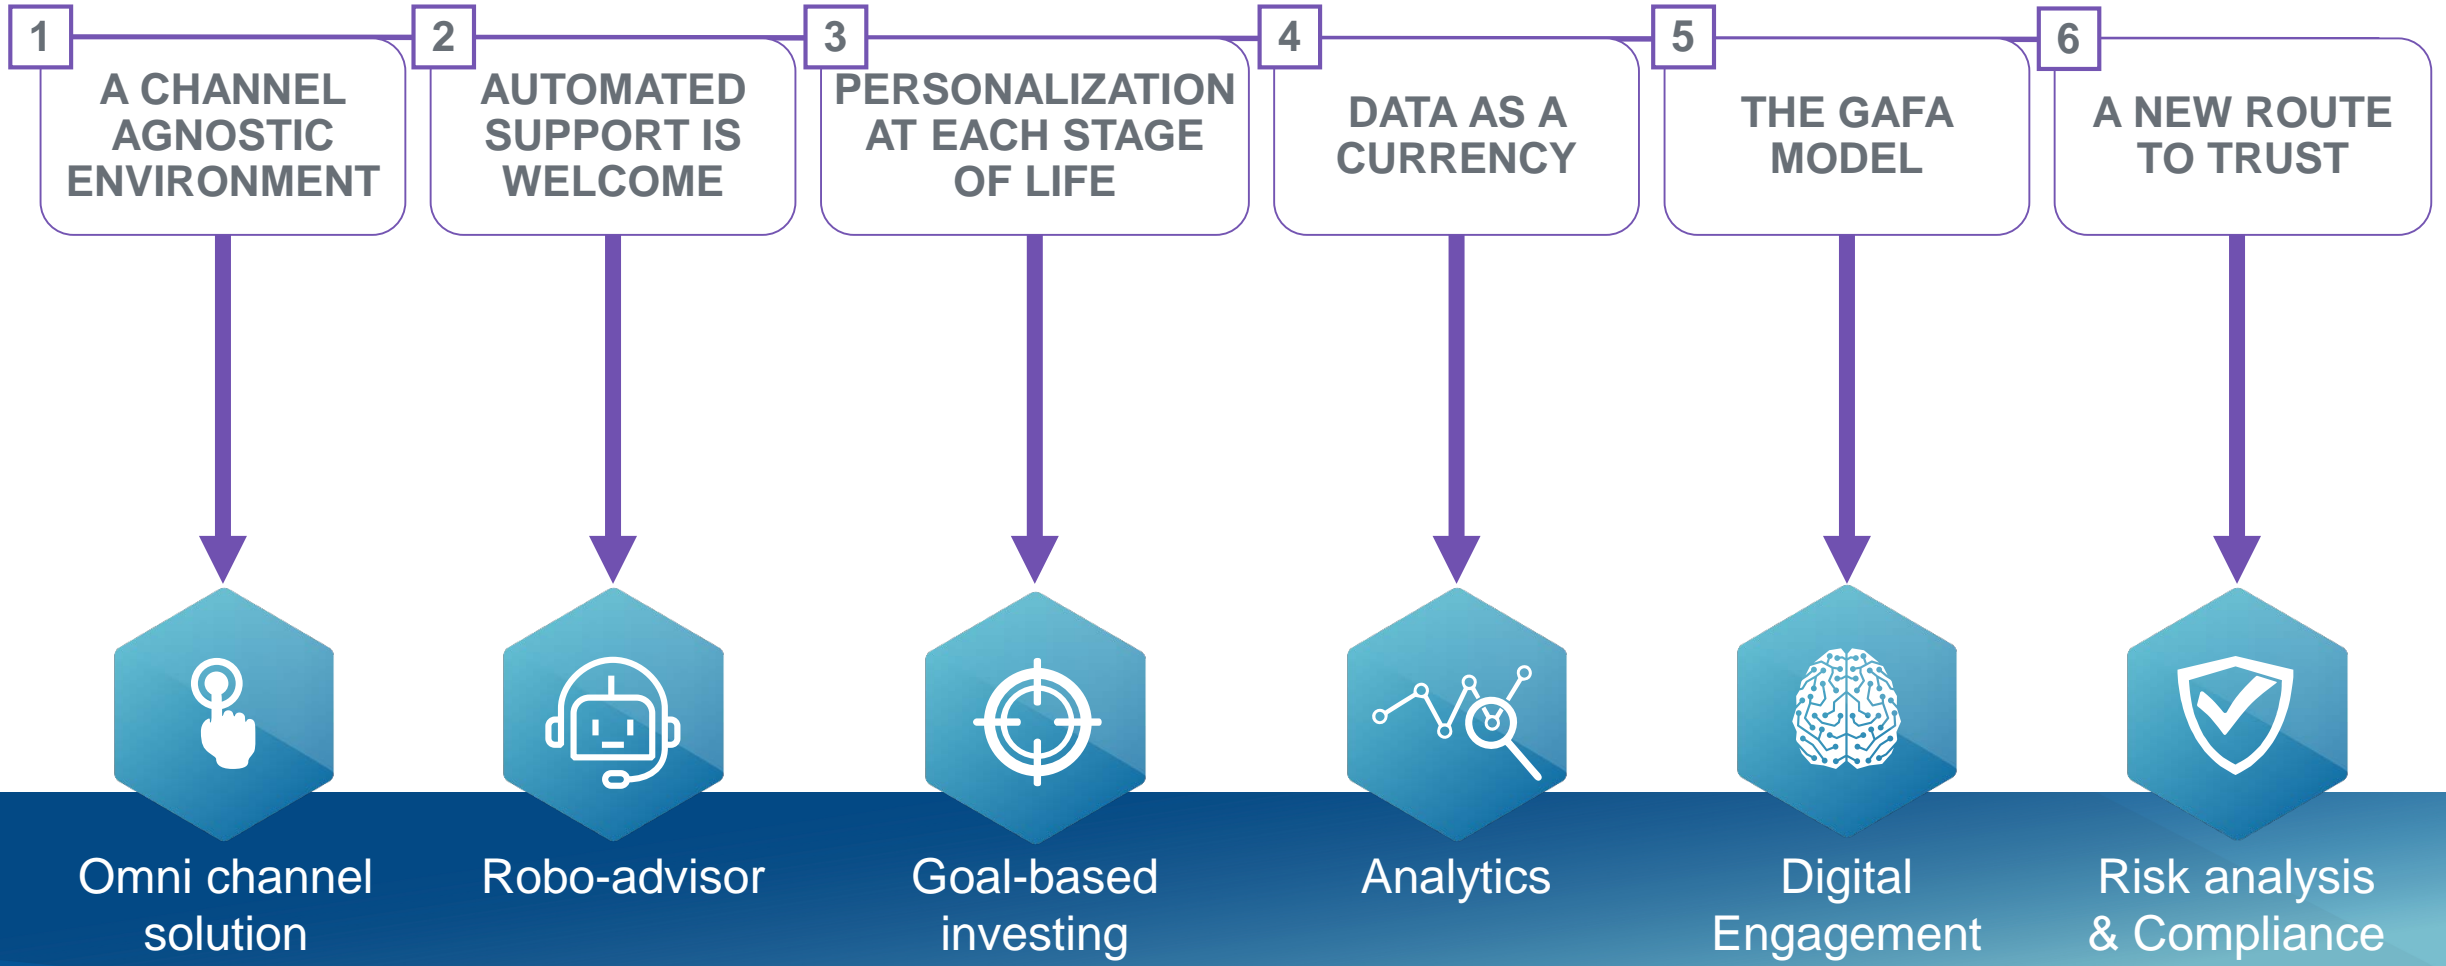 1
A CHANNEL
AGNOSTIC
ENVIRONMENT
2
AUTOMATED
SUPPORT IS
WELCOME
3
PERSONALIZATION
AT EACH STAGE
OF LIFE
4
DATA AS A
CURRENCY
5
THE GAFA
MODEL
6
A NEW ROUTE
TO TRUST
Omni channel
solution
Robo-advisor
Goal-based
investing
Analytics
Digital
Engagement
Risk analysis
& Compliance